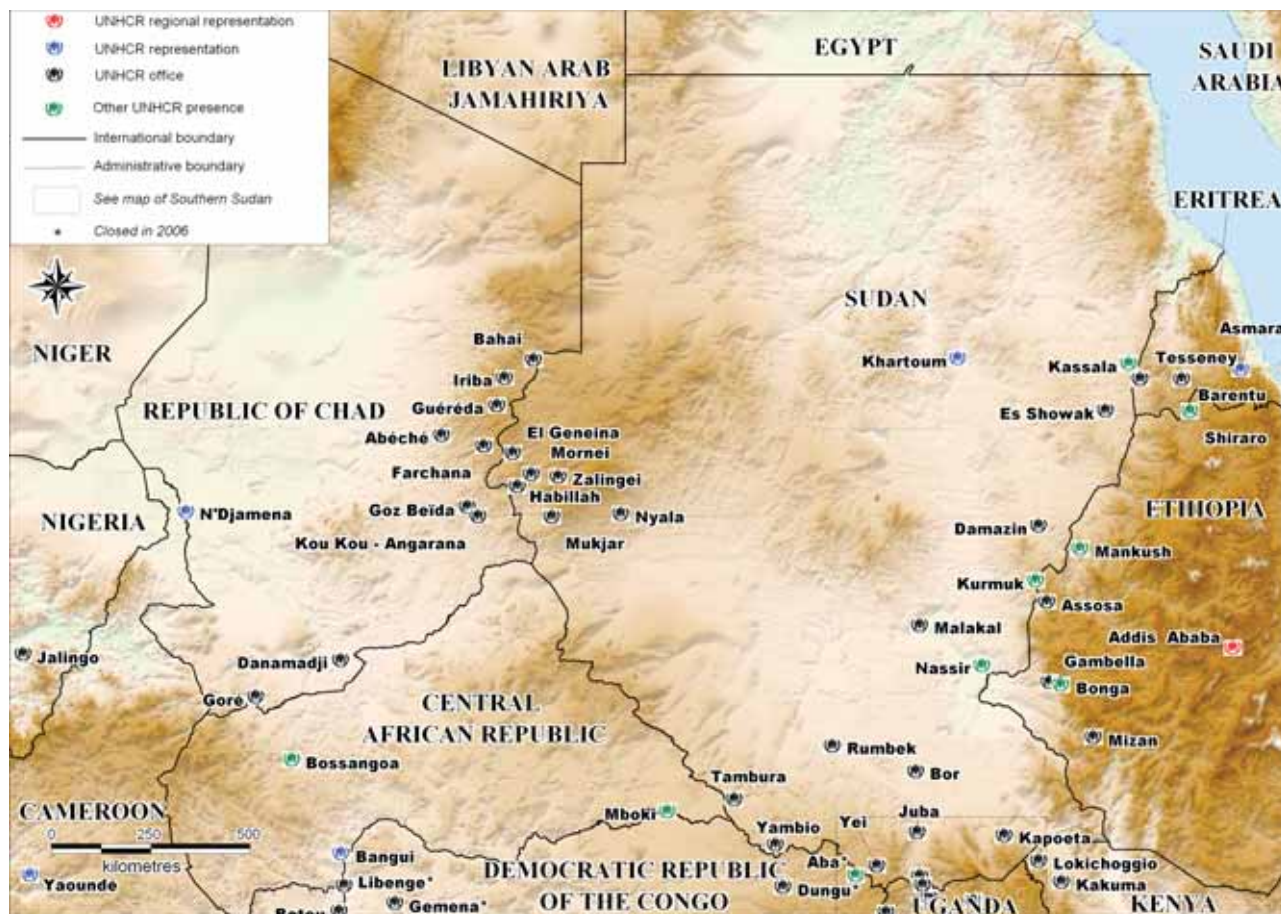 UNHCR regional representation
UNHCR representation
UNHCR office
Other UNHCR presence
International boundary
Administrative boundary
See map of Southern Sudan
Closed in 2006
EGYPT
SAUDI
ARABIA
LIBYAN ARAB
JAMAHIRIYA
ERITREA
SUDAN
NIGER
Asmara
Bahai
Khartoum
Kassala
Tesseney
Iriba
Barentu
REPUBLIC OF CHAD
Guéréda
Es Showak
Abéché
El Geneina
Shiraro
Mornei
Farchana
Zalingei
Habillah
N'Djamena
Goz Beïda
Nyala
ETHIOPIA
NIGERIA
Damazin
Kou Kou - Angarana
Mukjar
Mankush
Kurmuk
Assosa
Malakal
Addis Ababa
Jalingo
Danamadji
Nassir
Gambella
Bonga
Goré
CENTRAL
AFRICAN REPUBLIC
Mizan
Rumbek
Bossangoa
Bor
Tambura
CAMEROON
Mboki
Juba
0 250 500
kilometres
Yambio
Yei
Kapoeta
Bangui
Aba*
Lokichoggio
DEMOCRATIC REPUBLIC
OF THE CONGO
Yaounde
Libenge*
Dungu*
Kakuma
Gemena*
UGANDA
KENYA
Betou